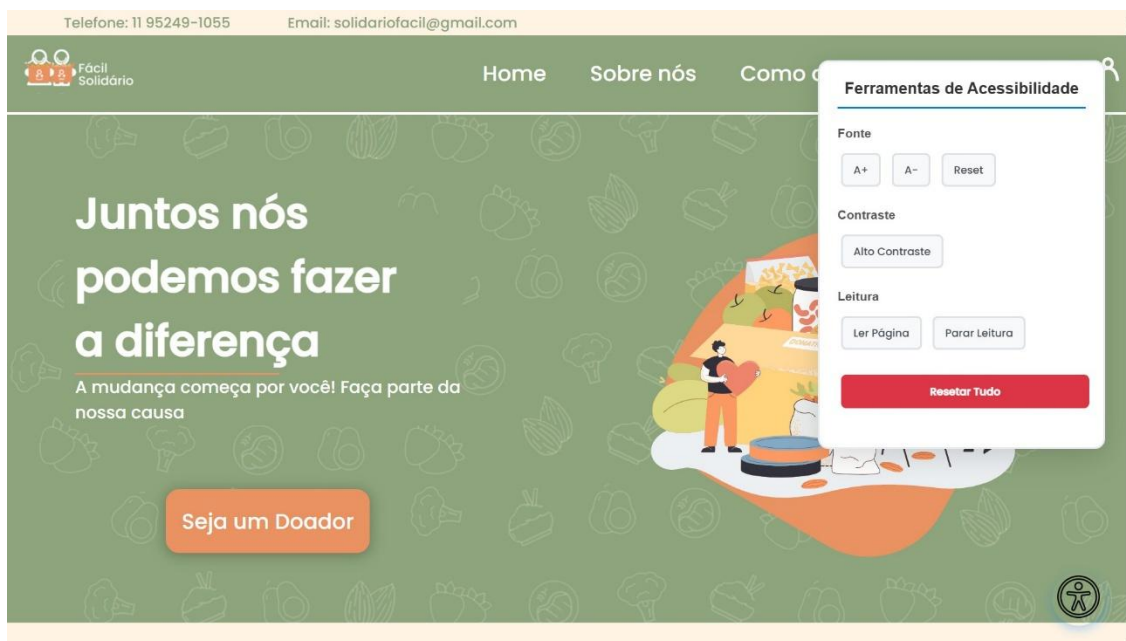 Telefone: 11 95249-1055 Email: solidariofacil@gmail.com
Fácil
Solidário
Home Sobre nós Como
Ferramentas de Acessibilidade
Fonte
A+ A- Reset
Contraste
Alto Contraste
Leitura
Ler Página Parar Leitura
Resetar Tudo
Juntos nós
podemos fazer
a diferença
A mudança começa por você! Faça parte da
nossa causa
Seja um Doador